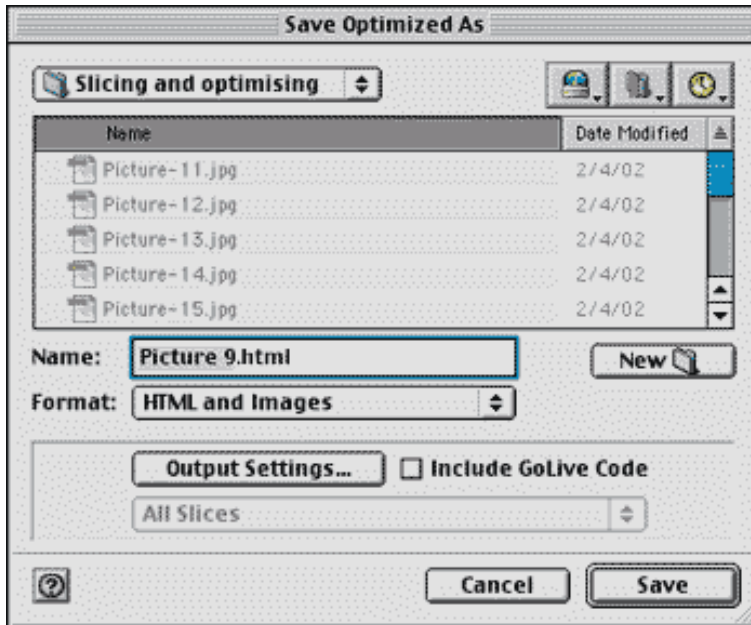 Save Optimized As
Slicing and optimising
Name Date Modified
Picture-11.jpg 2/4/02
Picture-12.jpg 2/4/02
Picture-13.jpg 2/4/02
Picture-14.jpg 2/4/02
Picture-15.jpg 2/4/02
Name: Picture 9.html New
Format: HTML and Images
Output Settings... Include GoLive Code
All Slices
? Cancel Save